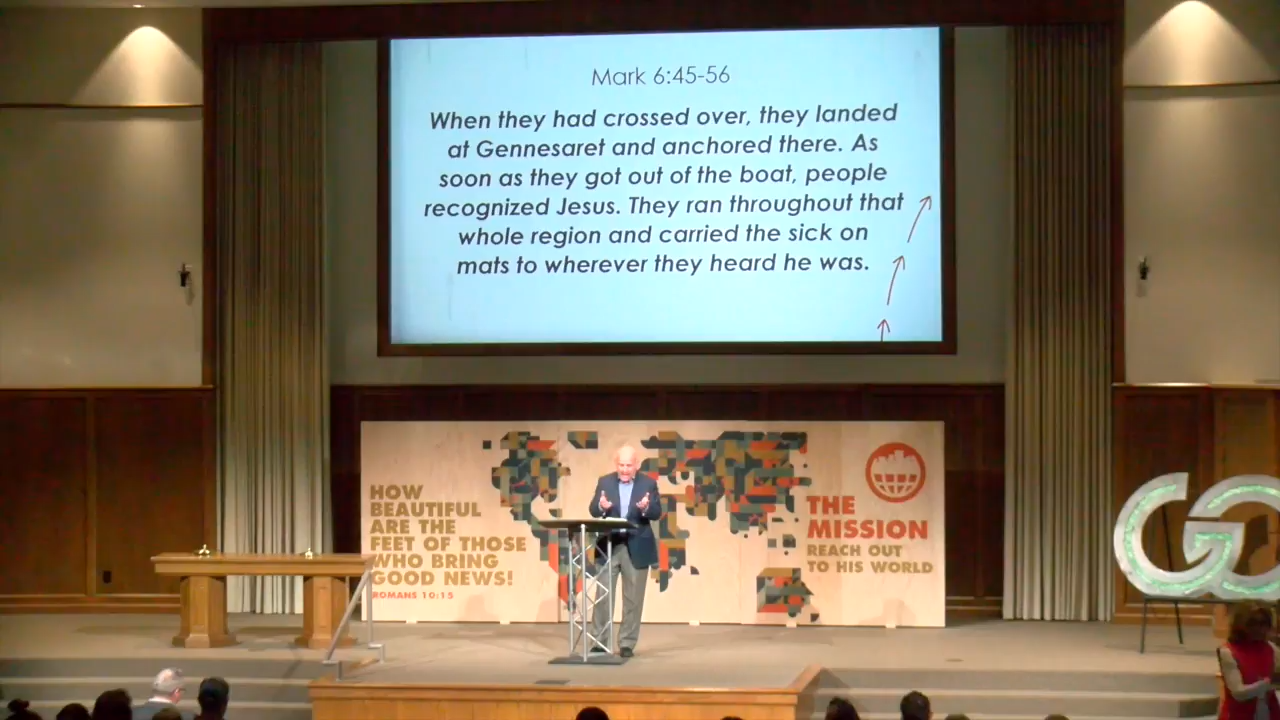 Mark 6:45-56
When they had crossed over, they landed
at Gennesaret and anchored there. As
soon as they got out of the boat, people
recognized Jesus. They ran throughout that
whole region and carried the sick on
mats to wherever they heard he was.
HOW
BEAUTIFUL
ARE THE
FEET OF THOSE
WHO BRING
GOOD NEWS!
ROMANS 10:15
THE
MISSION
REACH OUT
TO HIS WORLD
GO